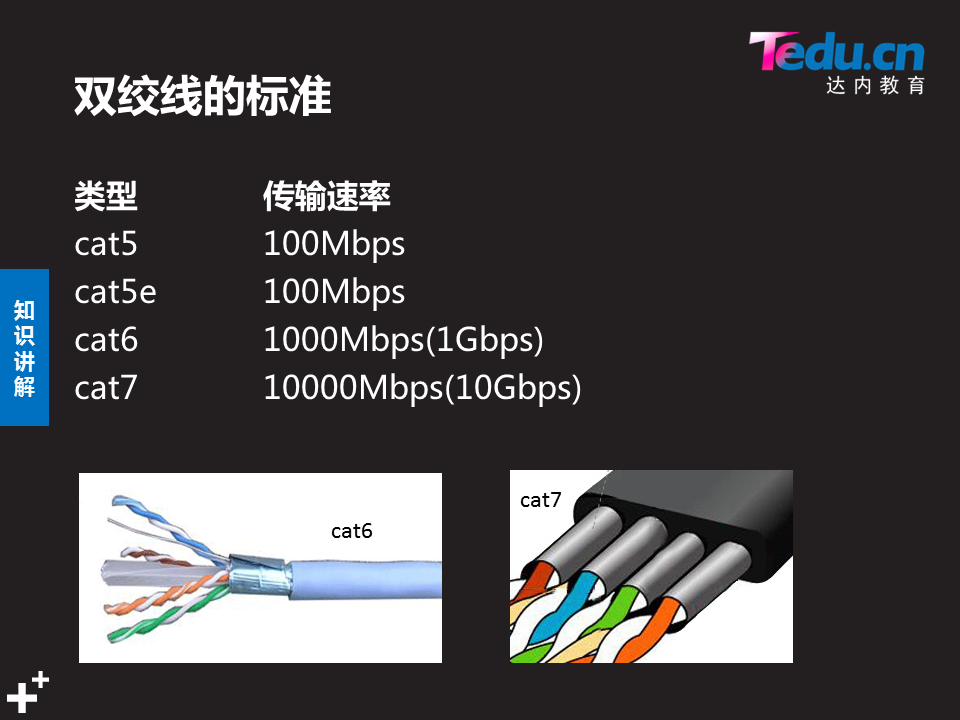 Tedu.cn
达内教育
双绞线的标准
类型 传输速率
cat5 100Mbps
cat5e 100Mbps
cat6 1000Mbps(1Gbps)
cat7 10000Mbps(10Gbps)
知识讲解
cat6
cat7